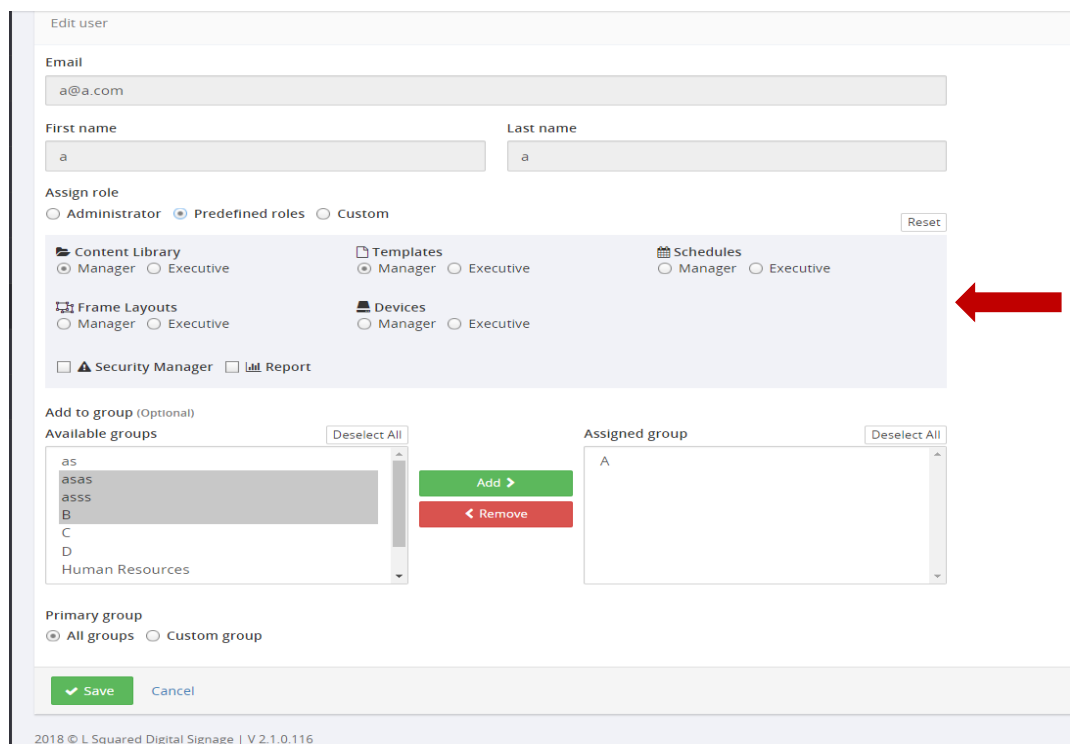 Edit user
Email
a@a.com
First name Last name
a a
Assign role
Administrator Predefined roles Custom
Reset
Content Library Templates Schedules
Manager Executive Manager Executive Manager Executive
Frame Layouts Devices
Manager Executive Manager Executive
Security Manager Report
Add to group (Optional)
Available groups Deselect All Assigned group Deselect All
as A
asas
Add
asss
B
Remove
C
D
Human Resources
Primary group
All groups Custom group
Save Cancel
2018 © L Squared Digital Signage | V 2.1.0.116